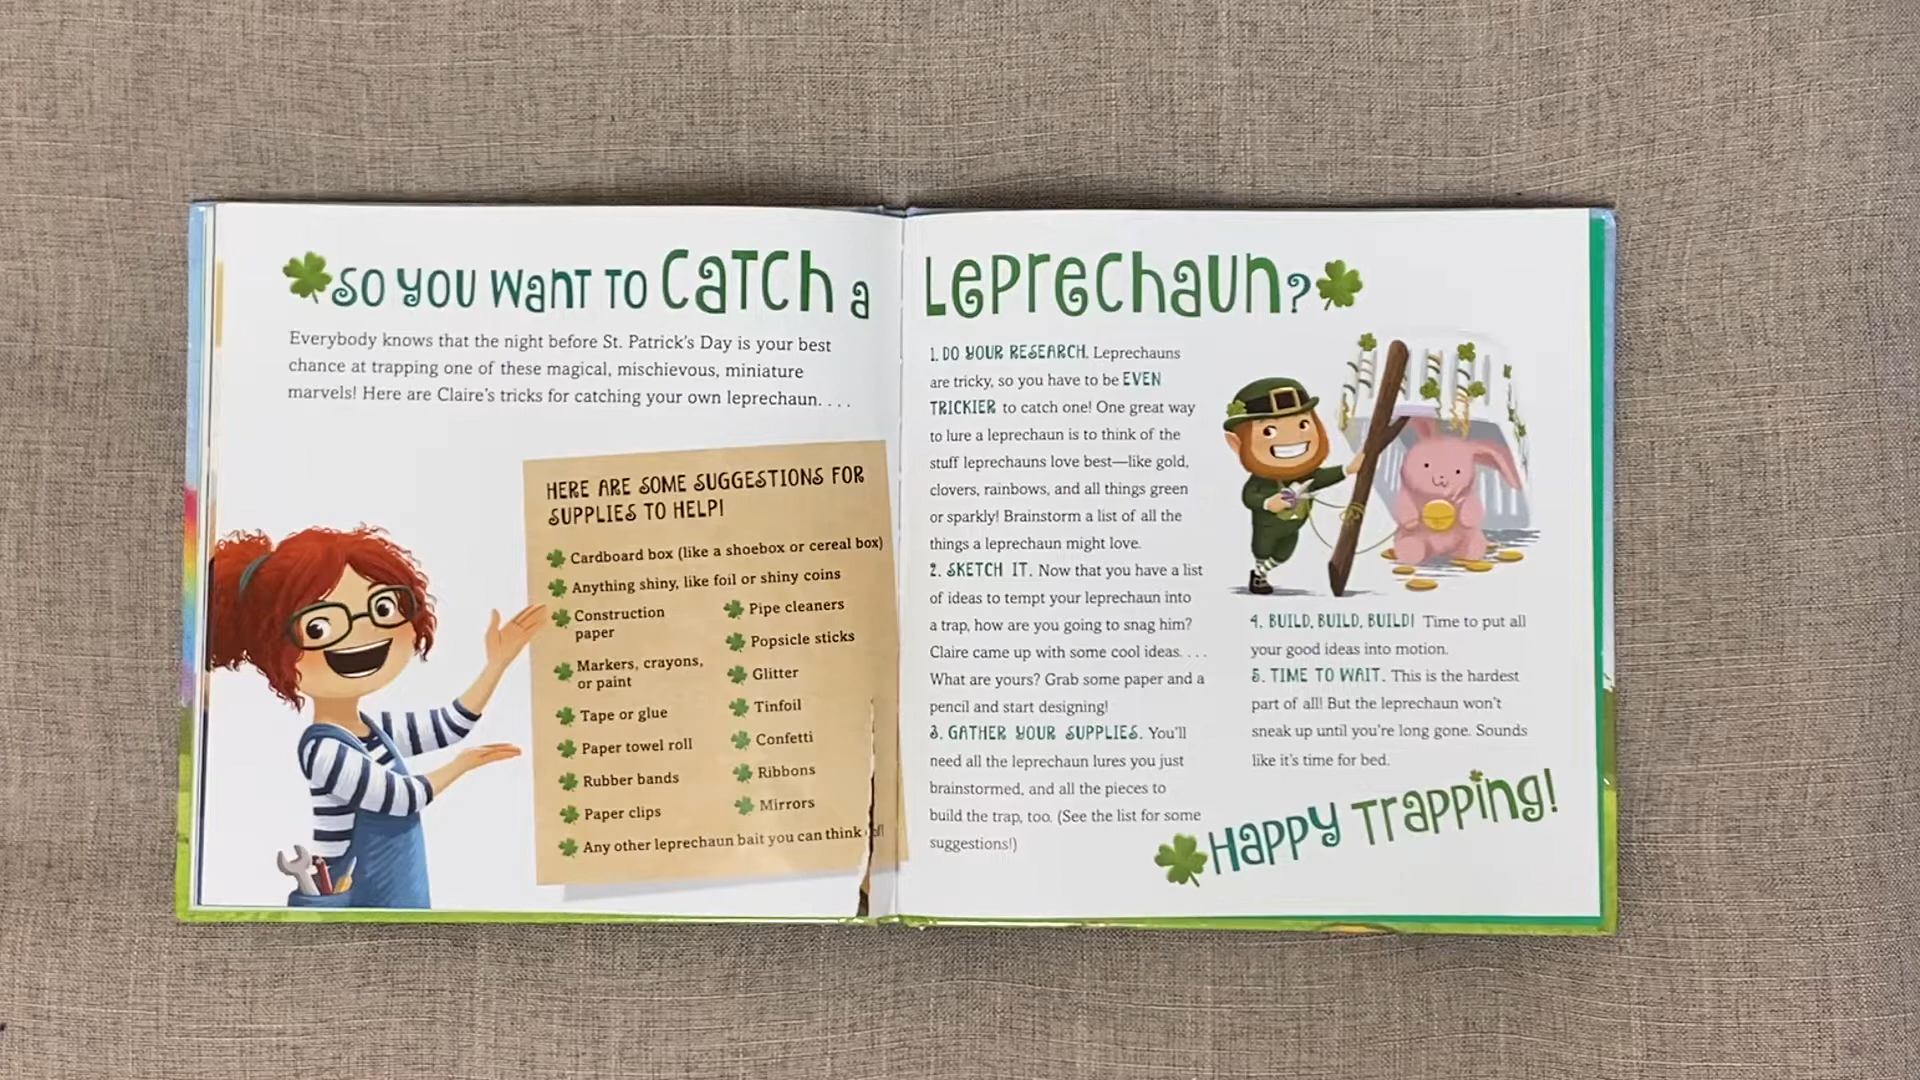 So You Want to Catch a Leprechaun?
Everybody knows that the night before St. Patrick's Day is your best
chance at trapping one of these magical, mischievous, miniature
marvels! Here are Claire's tricks for catching your own leprechaun. . . .
HERE ARE SOME SUGGESTIONS FOR
SUPPLIES TO HELP!
Cardboard box (like a shoebox or cereal box)
Anything shiny, like foil or shiny coins
Construction
paper
Markers, crayons,
or paint
Tape or glue
Paper towel roll
Rubber bands
Paper clips
Pipe cleaners
Popsicle sticks
Glitter
Tinfoil
Confetti
Ribbons
Mirrors
Any other leprechaun bait you can think
1. DO YOUR RESEARCH. Leprechauns
are tricky, so you have to be EVEN
TRICKIER to catch one! One great way
to lure a leprechaun is to think of the
stuff leprechauns love best—like gold,
clovers, rainbows, and all things green
or sparkly! Brainstorm a list of all the
things a leprechaun might love.
2. SKETCH IT. Now that you have a list
of ideas to tempt your leprechaun into
a trap, how are you going to snag him?
Claire came up with some cool ideas. . . .
What are yours? Grab some paper and a
pencil and start designing!
3. GATHER YOUR SUPPLIES. You'll
need all the leprechaun lures you just
brainstormed, and all the pieces to
build the trap, too. (See the list for some
suggestions!)
4. BUILD, BUILD, BUILD! Time to put all
your good ideas into motion.
5. TIME TO WAIT. This is the hardest
part of all! But the leprechaun won't
sneak up until you're long gone. Sounds
like it's time for bed.
Happy Trapping!